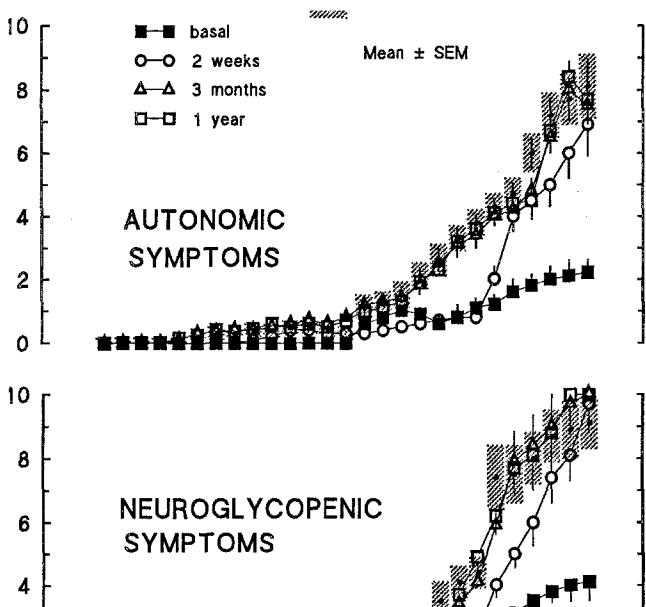 10
basal
2 weeks
Mean ± SEM
3 months
8
1 year
6
AUTONOMIC
4
SYMPTOMS
2
0
10
8
NEUROGLYCOPENIC
6
SYMPTOMS
4